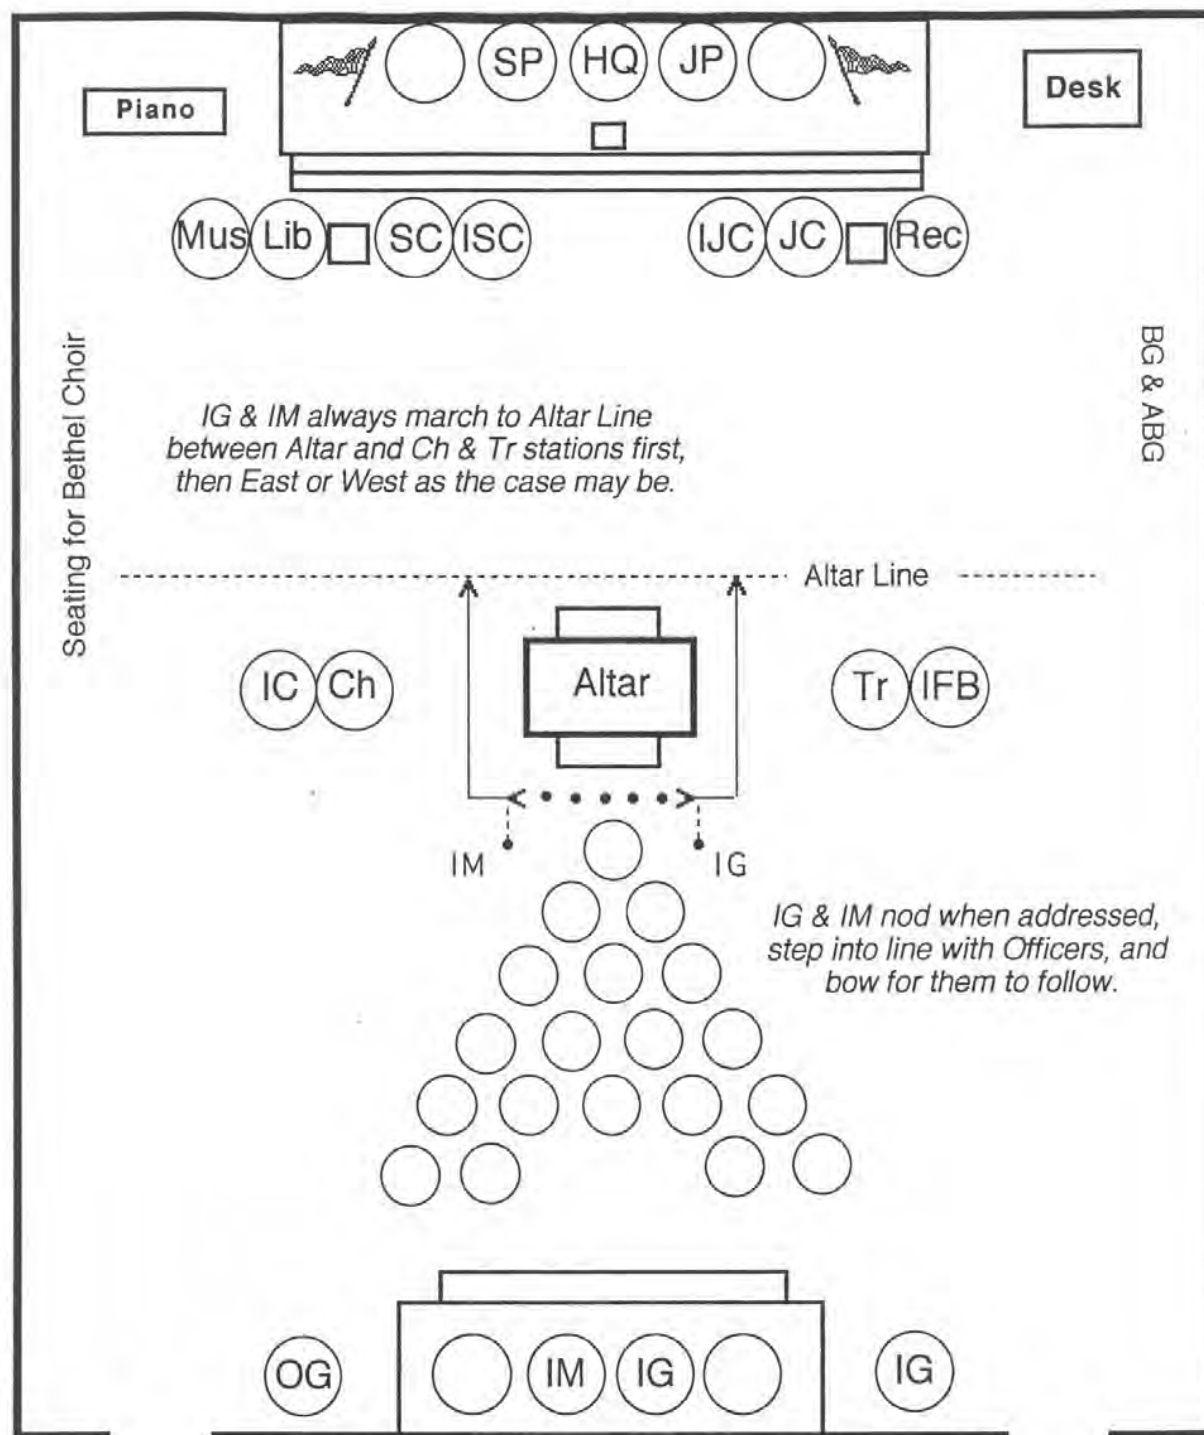 SP HQ JP
Piano
Desk
Mus Lib SC ISC IJC JC Rec
Seating for Bethel Choir
BG & ABG
IG & IM always march to Altar Line
between Altar and Ch & Tr stations first,
then East or West as the case may be.
Altar Line
IC Ch Altar Tr IFB
IM IG
IG & IM nod when addressed,
step into line with Officers, and
bow for them to follow.
OG IM IG IG